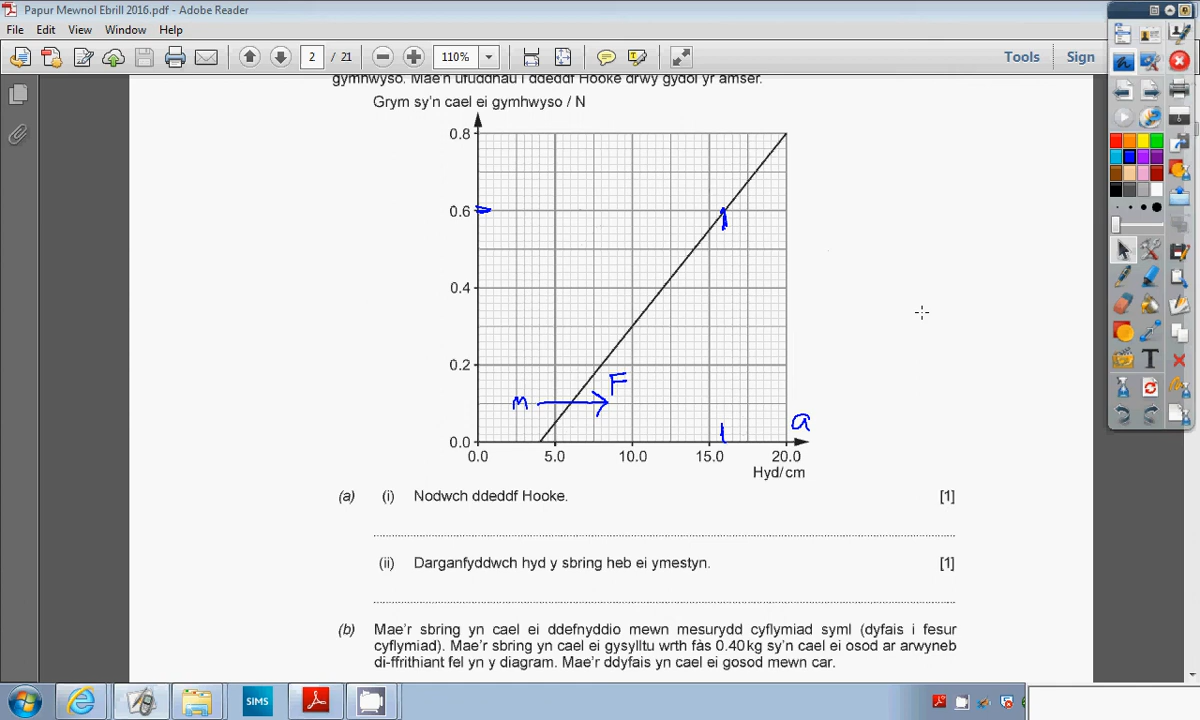 Papur Mewnol Ebrill 2016.pdf - Adobe Reader
File Edit View Window Help
2 / 21 110% Tools Sign
gymhwyso. Mae'n ufuddhau i ddeddf Hooke drwy gydol yr amser.
Grym sy'n cael ei gymhwyso / N
0.8
0.6
0.4
0.2
F
m
a
0.0
0.0 5.0 10.0 15.0 20.0
Hyd/cm
(a) (i) Nodwch ddeddf Hooke. [1]
(ii) Darganfyddwch hyd y sbring heb ei ymestyn. [1]
(b) Mae'r sbring yn cael ei ddefnyddio mewn mesurydd cyflymiad syml (dyfais i fesur
cyflymiad). Mae'r sbring yn cael ei gysylltu wrth fàs 0.40 kg sy'n cael ei osod ar arwyneb
di-ffrithiant fel yn y diagram. Mae'r ddyfais yn cael ei gosod mewn car.
SIMS